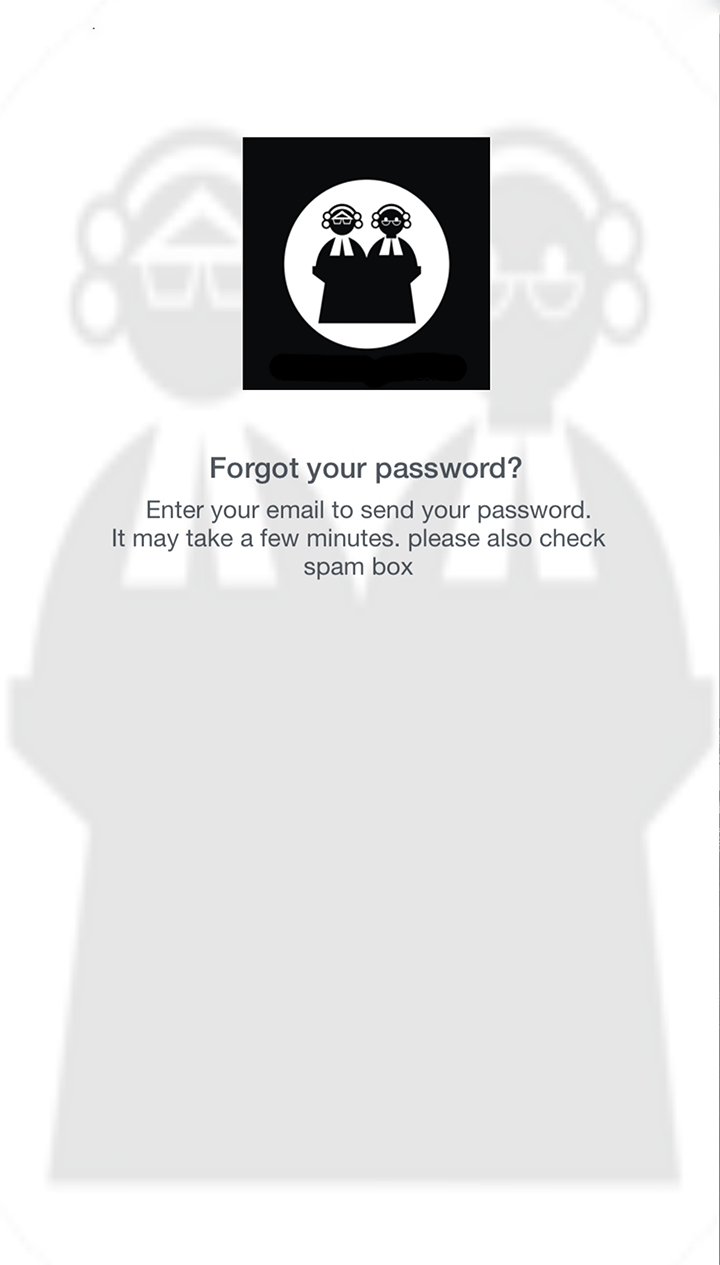 Forgot your password?
Enter your email to send your password.
It may take a few minutes. please also check
spam box